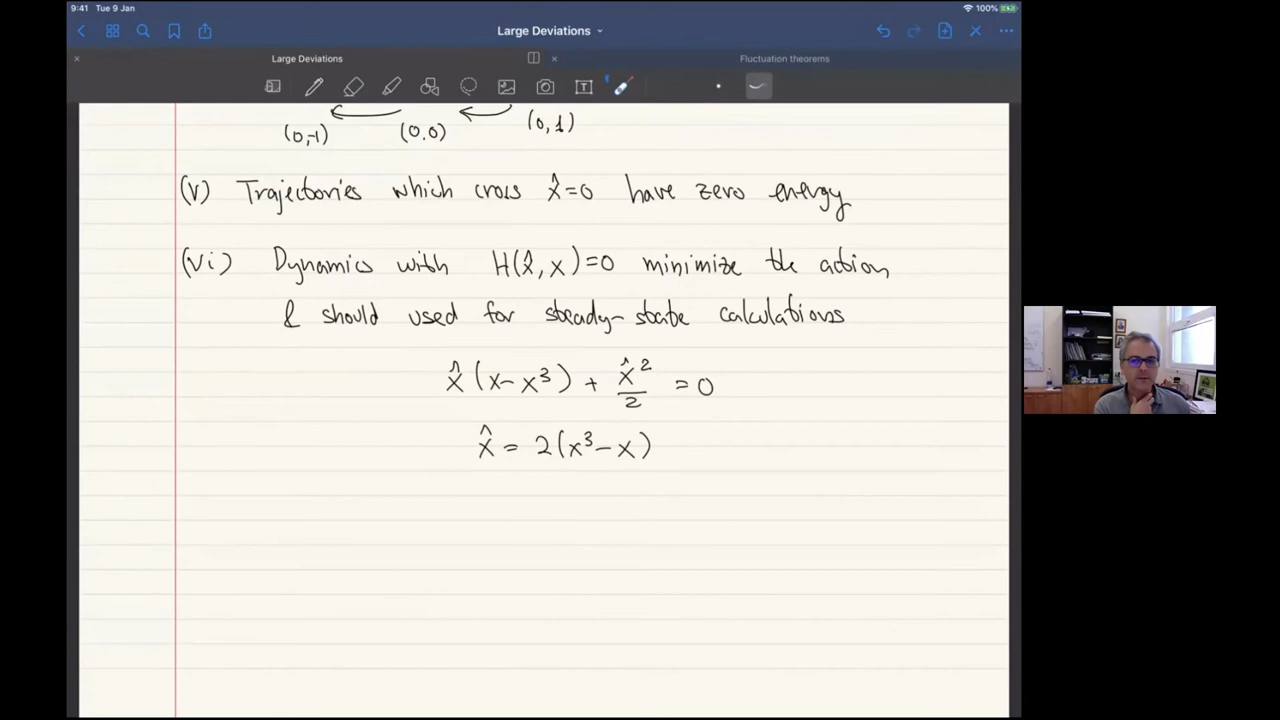 9:41 Tue 9 Jan 100%
Large Deviations
Large Deviations Fluctuation theorems
(0,-1) (0,0) (0,1)
(V) Trajectories which cross x̂=0 have zero energy
(Vi) Dynamics with H(x̂,x)=0 minimize the action
& should used for steady-state calculations
x̂(x-x³) + x̂²/2 = 0
x̂ = 2(x³-x)